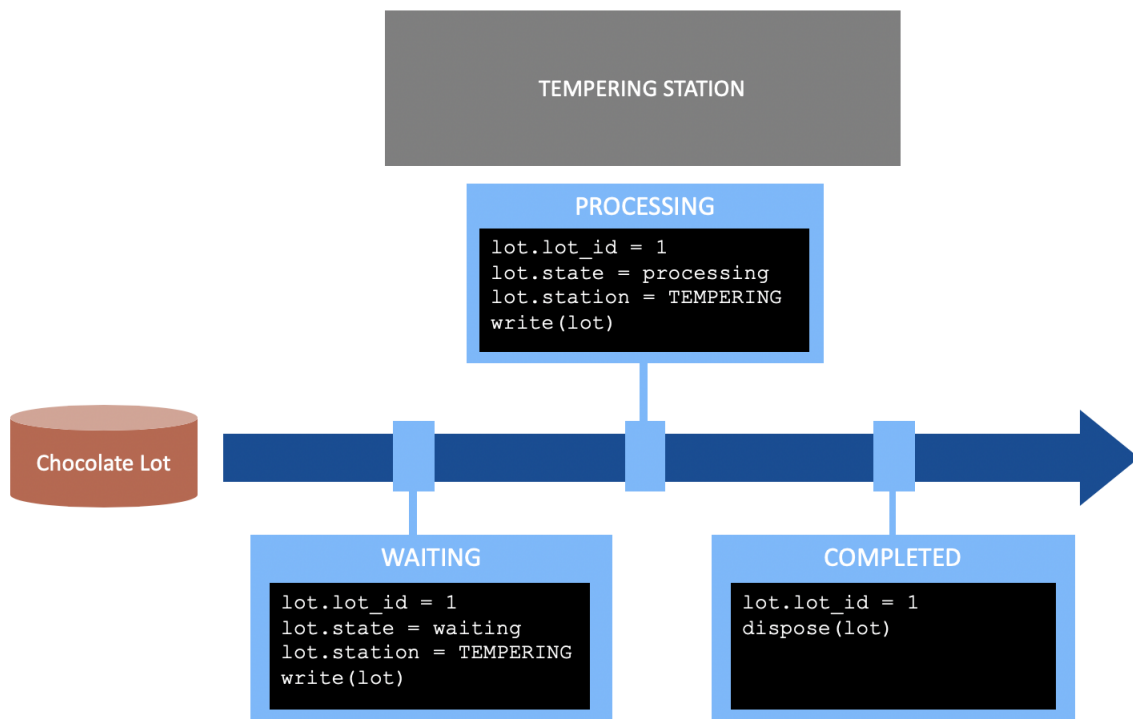 TEMPERING STATION
PROCESSING
lot.lot_id = 1
lot.state = processing
lot.station = TEMPERING
write(lot)
Chocolate Lot
WAITING
lot.lot_id = 1
lot.state = waiting
lot.station = TEMPERING
write(lot)
COMPLETED
lot.lot_id = 1
dispose(lot)